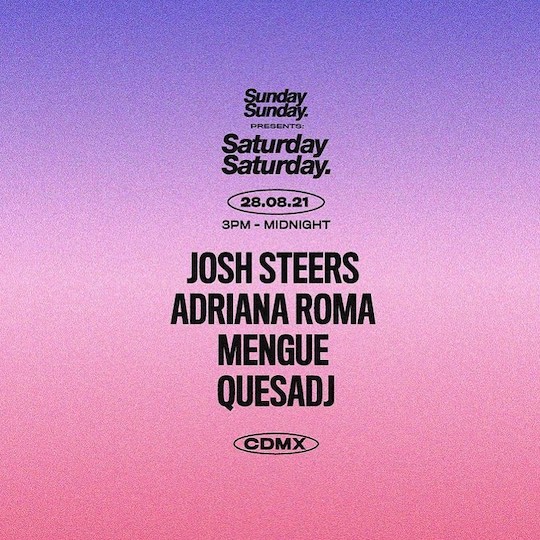 Sunday
Sunday.
PRESENTS:
Saturday
Saturday.
28.08.21
3PM - MIDNIGHT
JOSH STEERS
ADRIANA ROMA
MENGUE
QUESADJ
CDMX